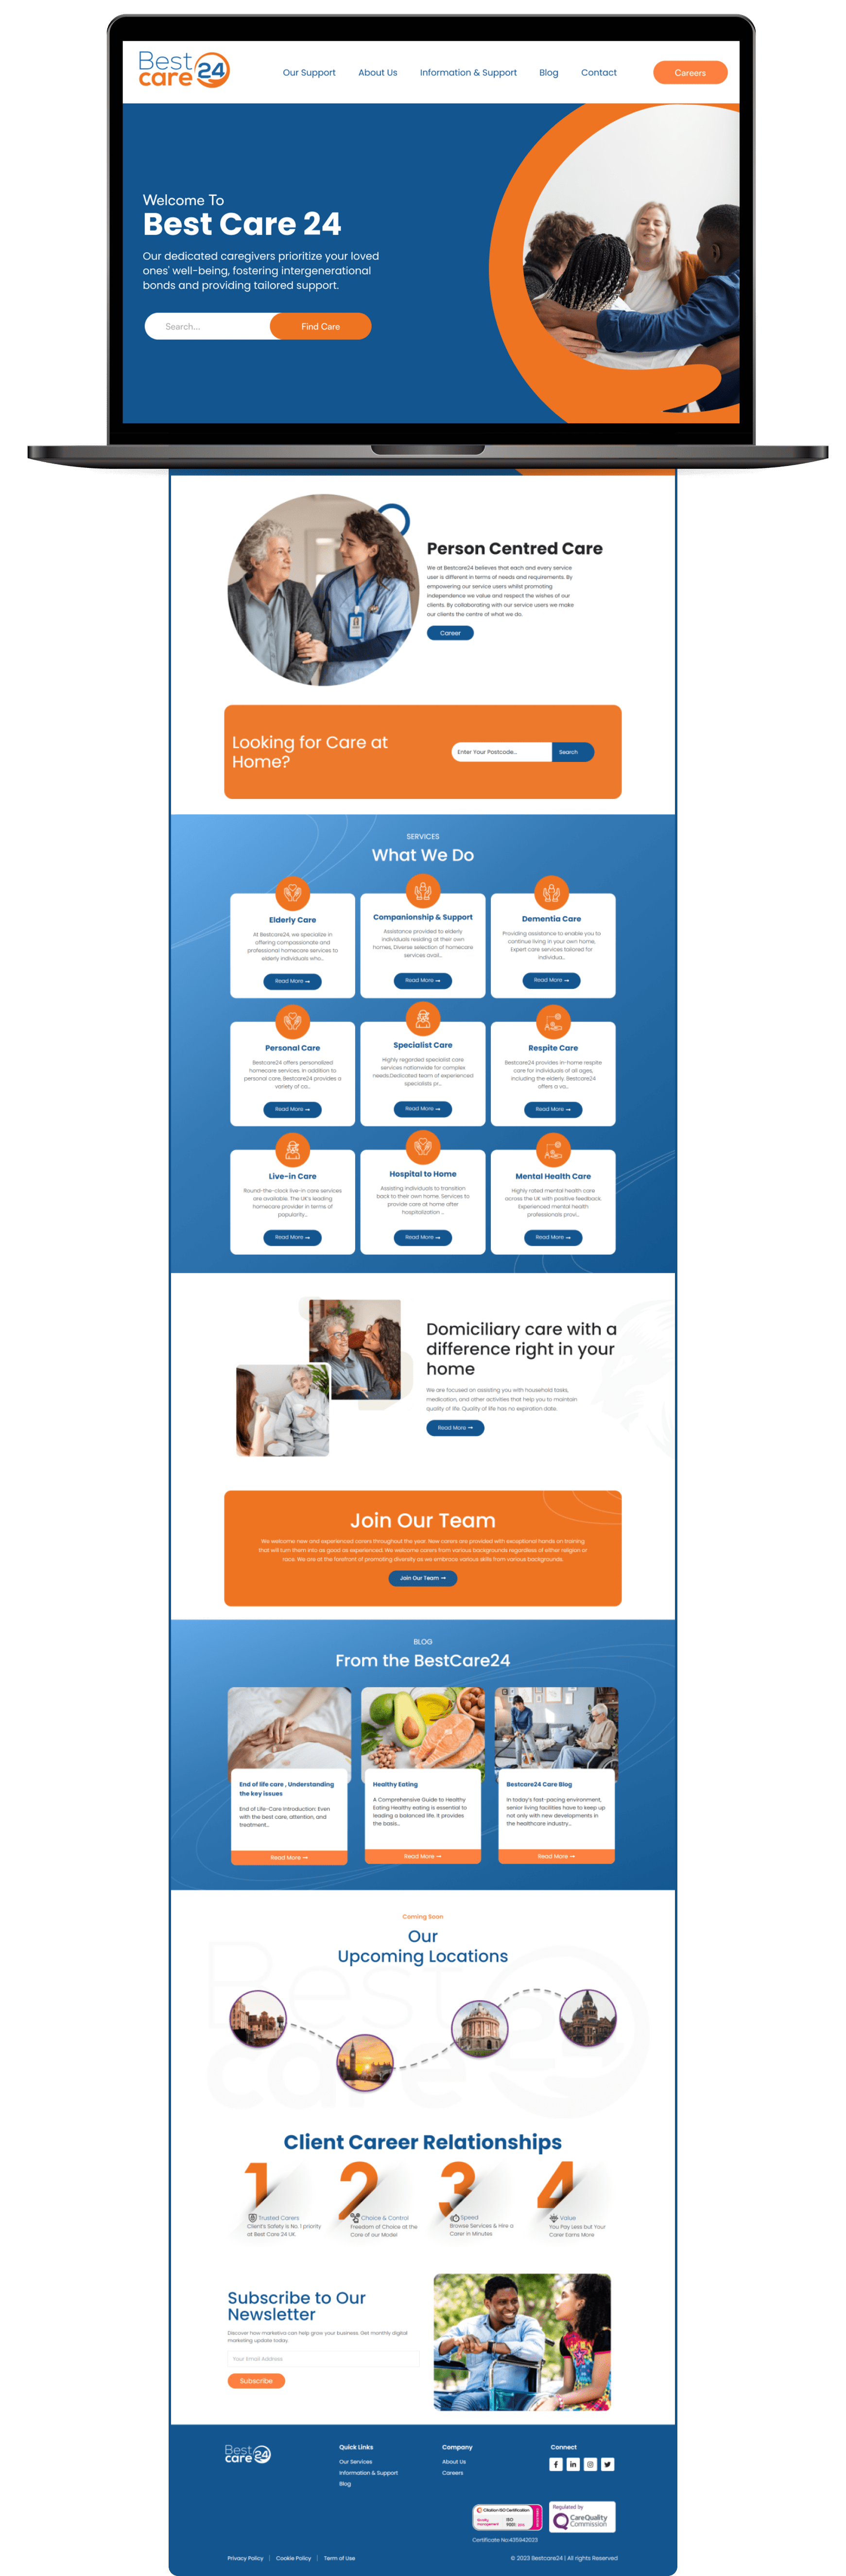 Best
care 24
Our Support About Us Information & Support Blog Contact Careers
Welcome To
Best Care 24
Our dedicated caregivers prioritize your loved
ones' well-being, fostering intergenerational
bonds and providing tailored support.
Search... Find Care
Person Centred Care
We at Bestcare24 believes that each and every service
user is different in terms of needs and requirements. By
empowering our service users whilst promoting
independence we value and respect the wishes of our
clients. By collaborating with our service users we make
our clients the centre of what we do.
Career
Looking for Care at
Home?
Enter Your Postcode... Search
SERVICES
What We Do
Elderly Care
At Bestcare24, we specialize in
offering compassionate and
professional homecare services to
elderly individuals who...
Read More →
Companionship & Support
Assistance provided to elderly
individuals residing at their own
homes, Diverse selection of homecare
services avail...
Read More →
Dementia Care
Providing assistance to enable you to
continue living in your own home,
Expert care services tailored for
individua...
Read More →
Personal Care
Bestcare24 offers personalized
homecare services. In addition to
personal care, Bestcare24 provides a
variety of co...
Read More →
Specialist Care
Highly regarded specialist care
services nationwide for complex
needs.Dedicated team of experienced
specialists pr...
Read More →
Respite Care
Bestcare24 provides in-home respite
care for individuals of all ages,
including the elderly. Bestcare24
offers a va...
Read More →
Live-in Care
Round-the-clock live-in care services
are available. The UK's leading
homecare provider in terms of
popularity...
Read More →
Hospital to Home
Assisting individuals to transition
back to their own home. Services to
provide care at home after
hospitalization ...
Read More →
Mental Health Care
Highly rated mental health care
across the UK with positive feedback.
Experienced mental health
professionals provi...
Read More →
Domiciliary care with a
difference right in your
home
We are focused on assisting you with household tasks,
medication, and other activities that help you to maintain
quality of life. Quality of life has no expiration date.
Read More →
Join Our Team
We welcome new and experienced carers throughout the year. New carers are provided with exceptional hands on training
that will turn them into as good as experienced. We welcome carers from various backgrounds regardless of either religion or
race. We are at the forefront of promoting diversity as we embrace various skills from various backgrounds.
Join Our Team →
BLOG
From the BestCare24
End of life care , Understanding
the key issues
End of Life-Care Introduction: Even
with the best care, attention, and
treatment...
Read More →
Healthy Eating
A Comprehensive Guide to Healthy
Eating Healthy eating is essential to
leading a balanced life. It provides
the basis...
Read More →
Bestcare24 Care Blog
In today's fast-pacing environment,
senior living facilities have to keep up
not only with new developments in
the healthcare industry...
Read More →
Coming Soon
Our
Upcoming Locations
Best
care
Client Career Relationships
1 2 3 4
Trusted Carers
Client's Safety is No. 1 priority
at Best Care 24 UK.
Choice & Control
Freedom of Choice at the
Core of our Model
Speed
Browse Services & Hire a
Carer in Minutes
Value
You Pay Less but Your
Carer Earns More
Subscribe to Our
Newsletter
Discover how marketiva can help grow your business. Get monthly digital
marketing update today.
Your Email Address
Subscribe
Best
care 24
Quick Links
Our Services
Information & Support
Blog
Company
About Us
Careers
Connect
Citation ISO Certification
Quality
management
ISO
9001
Certificate No:435942023
Regulated by
CareQuality
Commission
Privacy Policy | Cookie Policy | Term of Use
© 2023 Bestcare24 | All rights Reserved